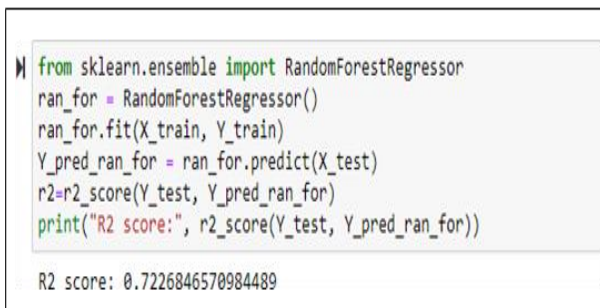 from sklearn.ensemble import RandomForestRegressor
ran_for = RandomForestRegressor()
ran_for.fit(X_train, Y_train)
Y_pred_ran_for = ran_for.predict(X_test)
r2=r2_score(Y_test, Y_pred_ran_for)
print("R2 score:", r2_score(Y_test, Y_pred_ran_for))
R2 score: 0.7226846570984489